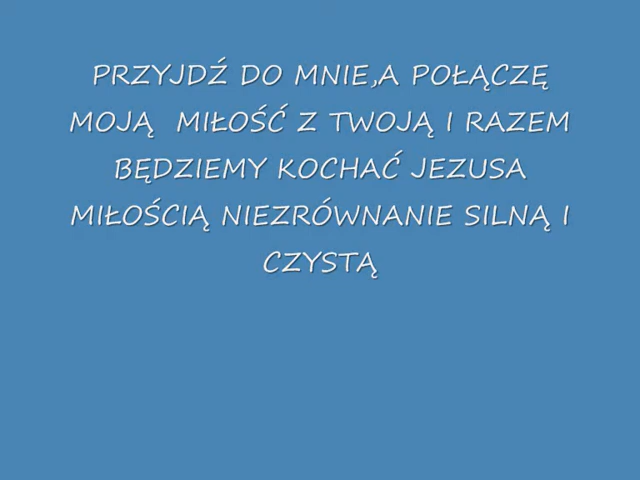 PRZYJDŹ DO MNIE,A POŁĄCZĘ
MOJĄ  MIŁOŚĆ Z TWOJĄ I RAZEM
BĘDZIEMY KOCHAĆ JEZUSA
MIŁOŚCIĄ NIEZRÓWNANIE SILNĄ I
CZYSTĄ